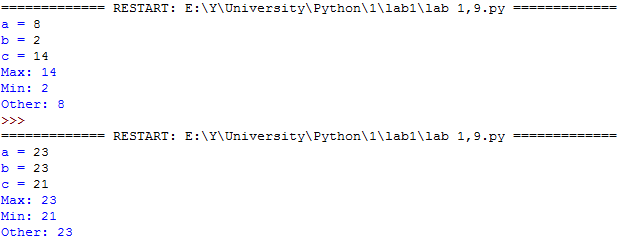 ============= RESTART: E:\Y\University\Python\1\lab1\lab 1,9.py =============
a = 8
b = 2
c = 14
Max: 14
Min: 2
Other: 8
>>>
============= RESTART: E:\Y\University\Python\1\lab1\lab 1,9.py =============
a = 23
b = 23
c = 21
Max: 23
Min: 21
Other: 23